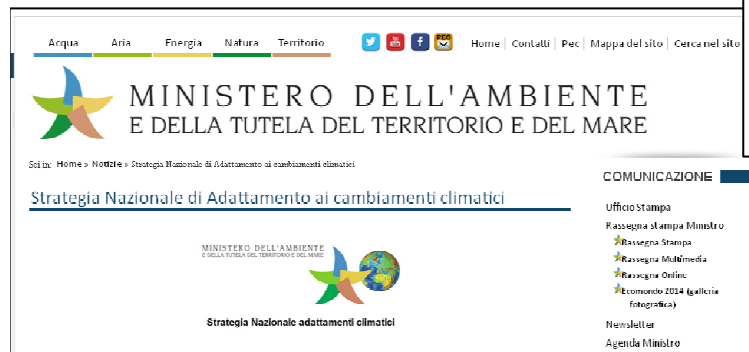 Acqua Aria Energia Natura Territorio PEC Home | Contatti | Pec | Mappa del sito | Cerca nel sito
MINISTERO DELL'AMBIENTE
E DELLA TUTELA DEL TERRITORIO E DEL MARE
Sei in: Home » Notizie » Strategia Nazionale di Adattamento ai cambiamenti climatici
Strategia Nazionale di Adattamento ai cambiamenti climatici
MINISTERO DELL'AMBIENTE
E DELLA TUTELA DEL TERRITORIO E DEL MARE
Strategia Nazionale adattamenti climatici
COMUNICAZIONE
Ufficio Stampa
Rassegna stampa Ministro
Rassegna Stampa
Rassegna Multimedia
Rassegna Online
Ecomondo 2014 (galleria
fotografica)
Newsletter
Agenda Ministro